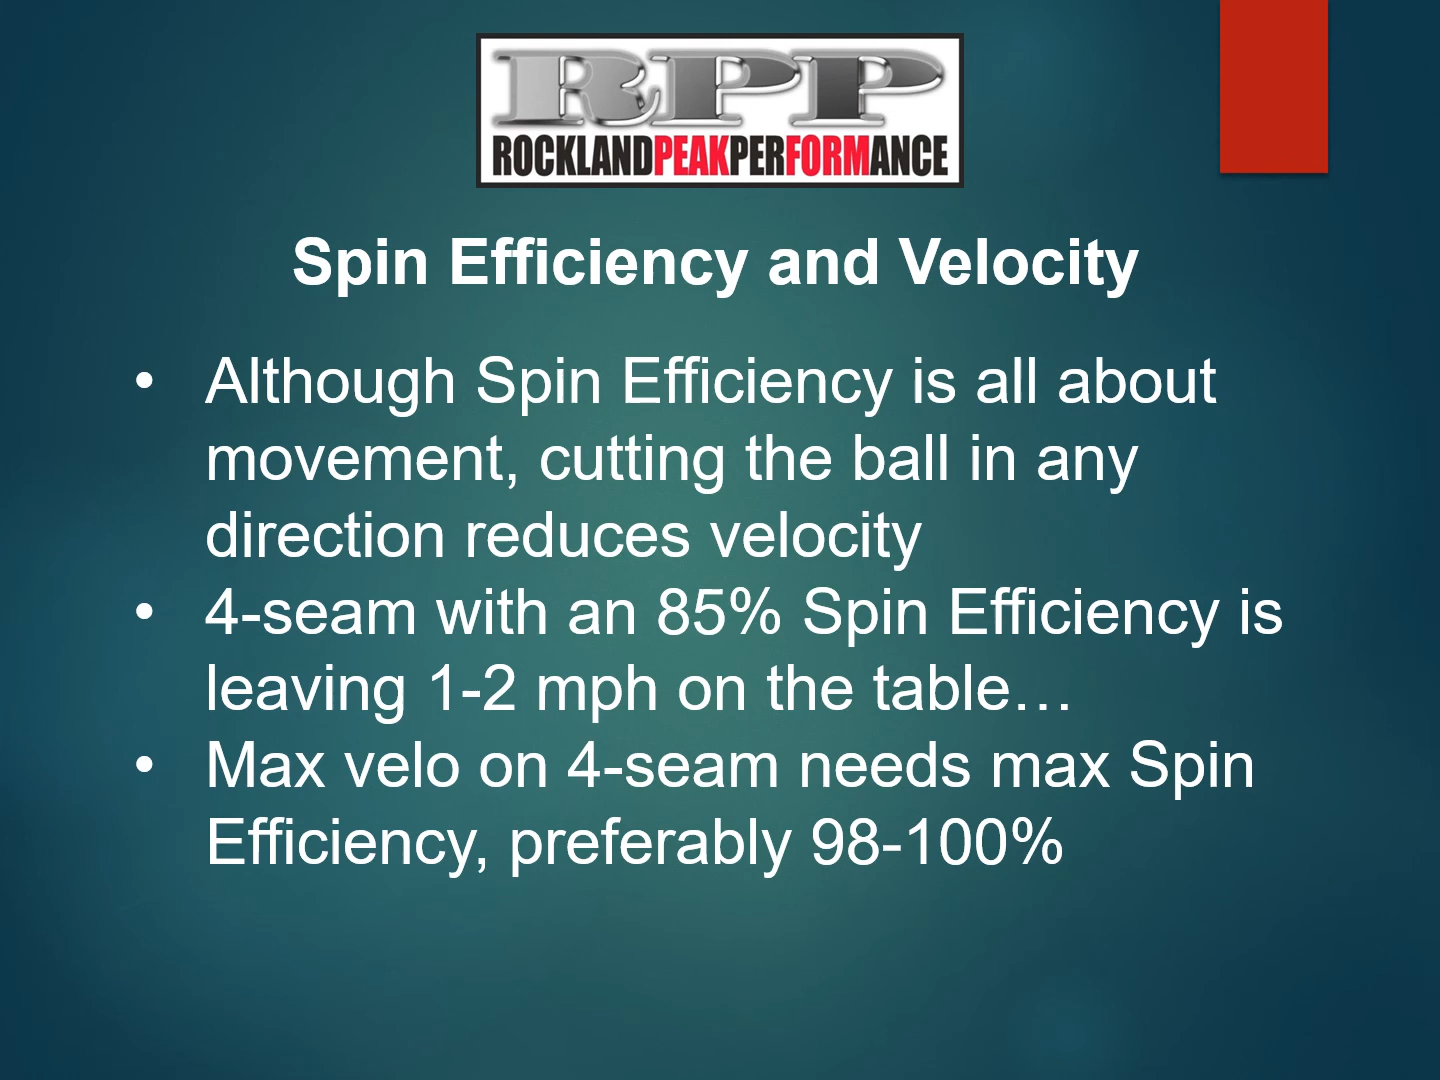 RPP
ROCKLANDPEAKPERFORMANCE
Spin Efficiency and Velocity
• Although Spin Efficiency is all about
movement, cutting the ball in any
direction reduces velocity
• 4-seam with an 85% Spin Efficiency is
leaving 1-2 mph on the table…
• Max velo on 4-seam needs max Spin
Efficiency, preferably 98-100%